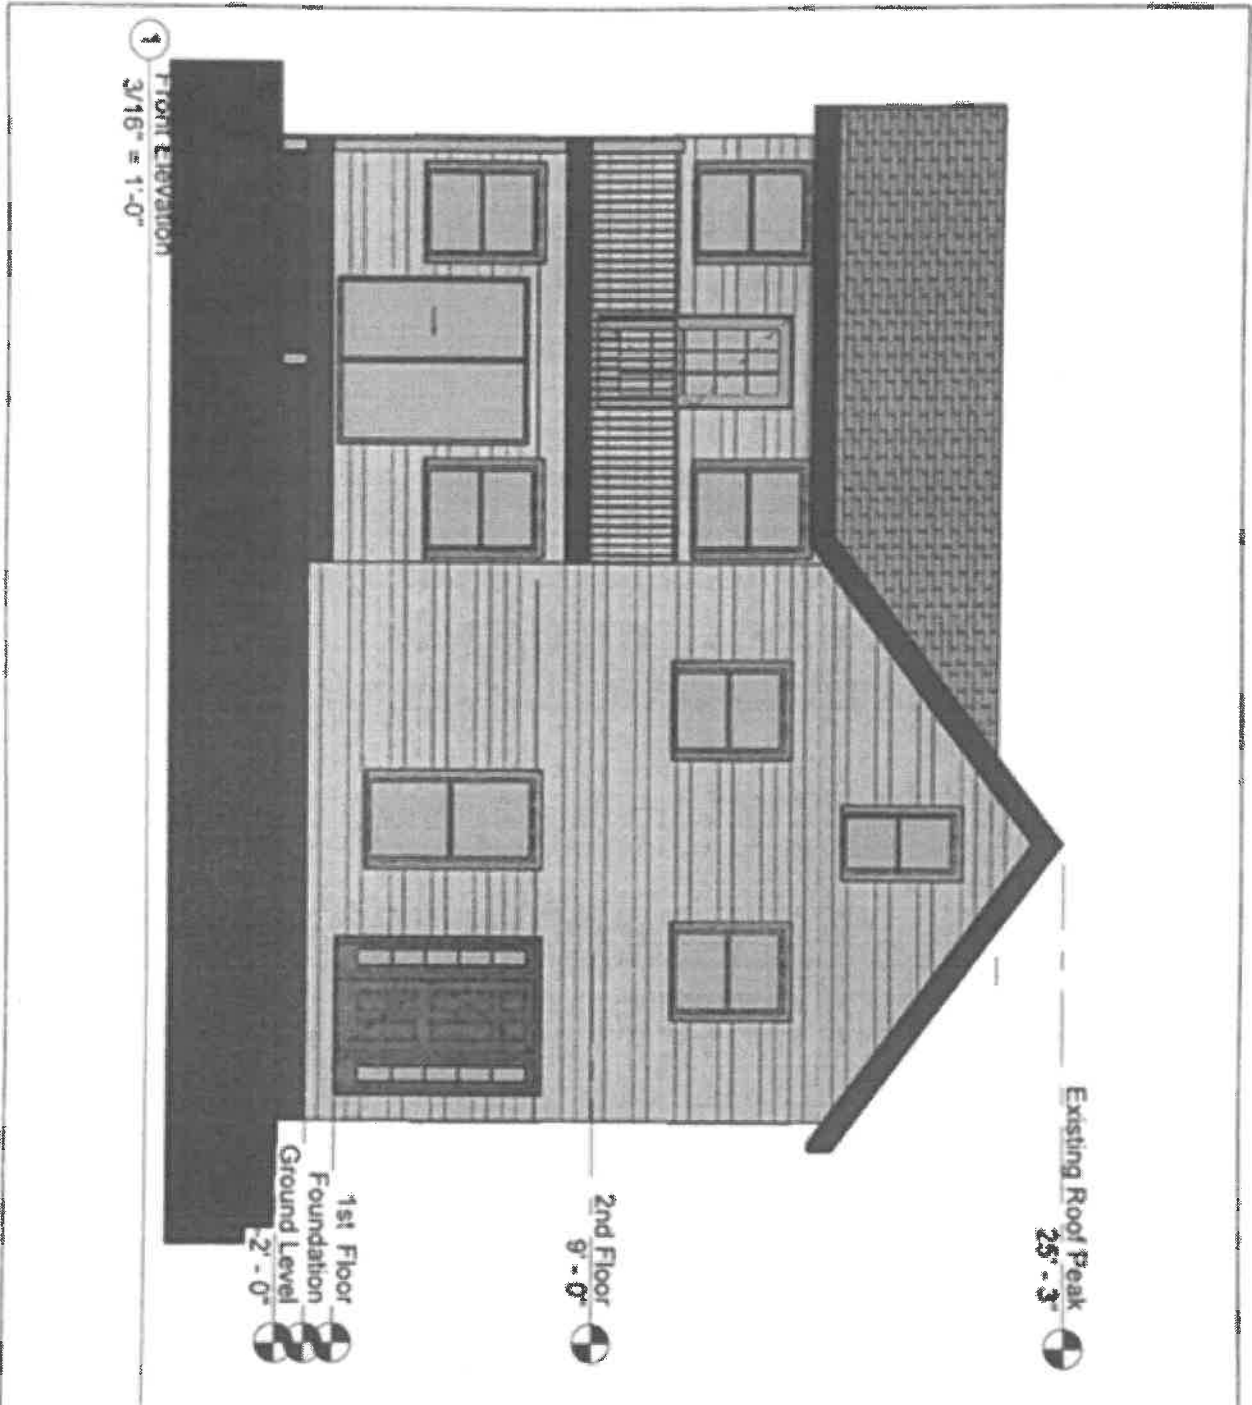 Existing Roof Peak
25' - 3"
2nd Floor
9' - 0"
1st Floor
Foundation
Ground Level
-2' - 0"
1
Front Elevation
3/16" = 1'-0"